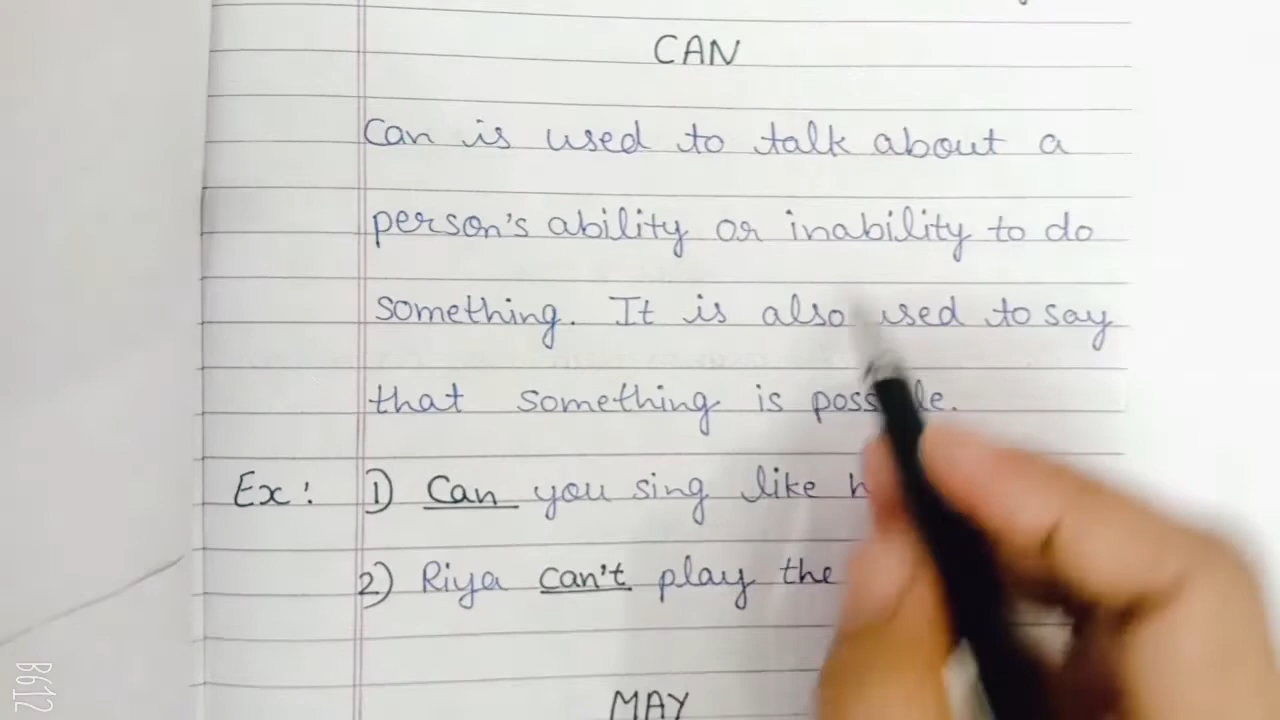 CAN
Can is used to talk about a
person's ability or inability to do
something. It is also used to say
that something is
Ex: 1) Can you sing like
2) Riya can't play the
MAY
B612